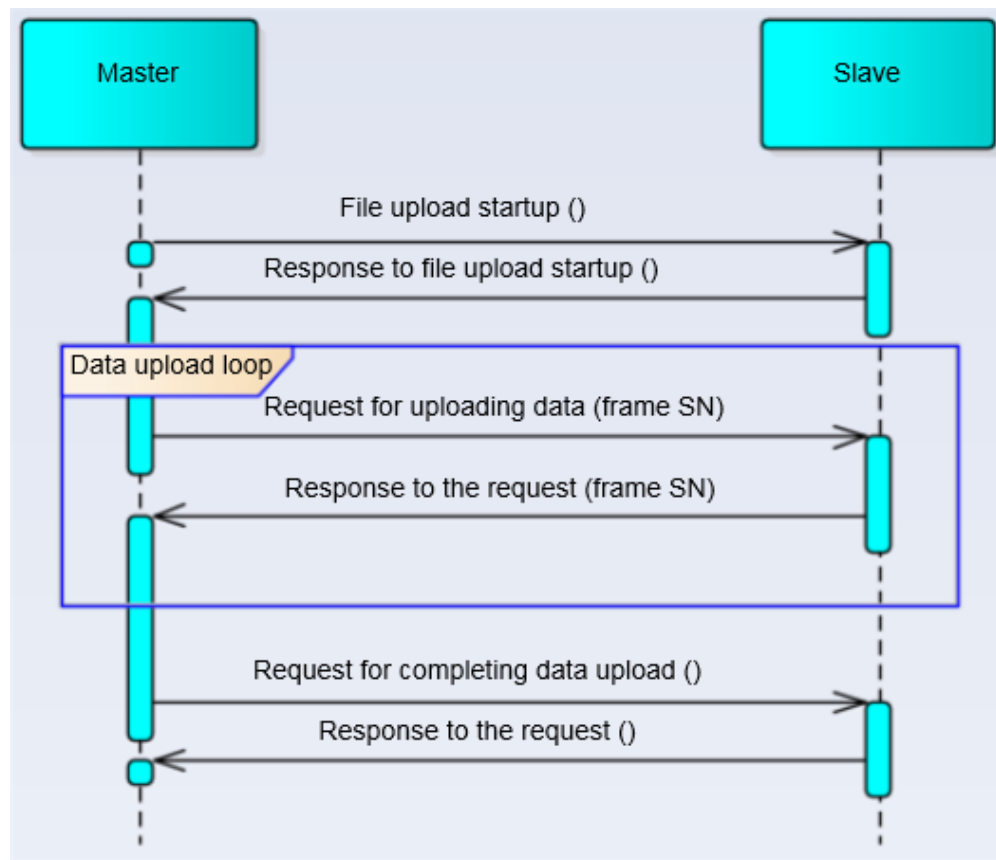 Master
Slave
File upload startup ()
Response to file upload startup ()
Data upload loop
Request for uploading data (frame SN)
Response to the request (frame SN)
Request for completing data upload ()
Response to the request ()